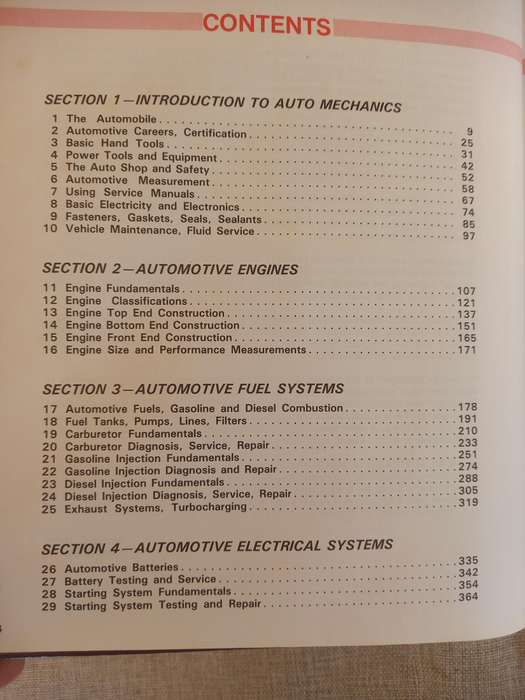 CONTENTS
SECTION 1—INTRODUCTION TO AUTO MECHANICS
1 The Automobile 9
2 Automotive Careers, Certification 25
3 Basic Hand Tools 31
4 Power Tools and Equipment 42
5 The Auto Shop and Safety 52
6 Automotive Measurement 58
7 Using Service Manuals 67
8 Basic Electricity and Electronics 74
9 Fasteners, Gaskets, Seals, Sealants 85
10 Vehicle Maintenance, Fluid Service 97
SECTION 2—AUTOMOTIVE ENGINES
11 Engine Fundamentals 107
12 Engine Classifications 121
13 Engine Top End Construction 137
14 Engine Bottom End Construction 151
15 Engine Front End Construction 165
16 Engine Size and Performance Measurements 171
SECTION 3—AUTOMOTIVE FUEL SYSTEMS
17 Automotive Fuels, Gasoline and Diesel Combustion 178
18 Fuel Tanks, Pumps, Lines, Filters 191
19 Carburetor Fundamentals 210
20 Carburetor Diagnosis, Service, Repair 233
21 Gasoline Injection Fundamentals 251
22 Gasoline Injection Diagnosis and Repair 274
23 Diesel Injection Fundamentals 288
24 Diesel Injection Diagnosis, Service, Repair 305
25 Exhaust Systems, Turbocharging 319
SECTION 4—AUTOMOTIVE ELECTRICAL SYSTEMS
26 Automotive Batteries 335
27 Battery Testing and Service 342
28 Starting System Fundamentals 354
29 Starting System Testing and Repair 364